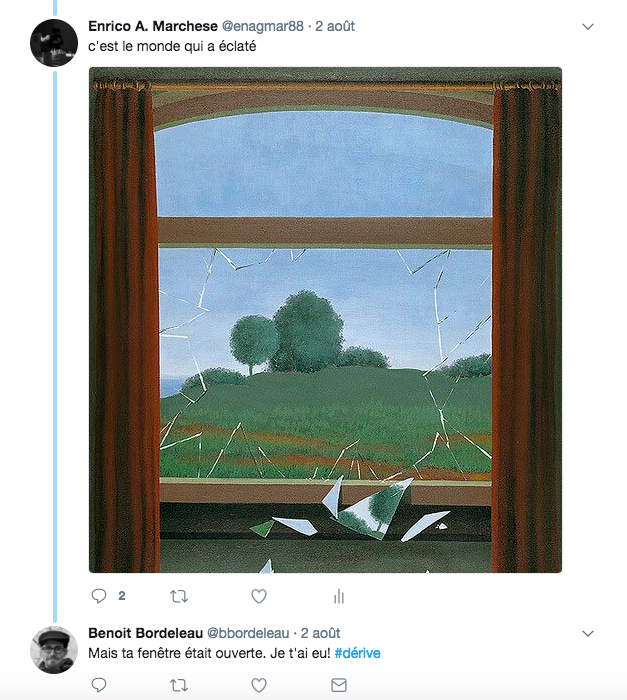 Enrico A. Marchese @enagmar88 · 2 août
c'est le monde qui a éclaté
2
Benoit Bordeleau @bbordeleau · 2 août
Mais ta fenêtre était ouverte. Je t'ai eu! #dérive